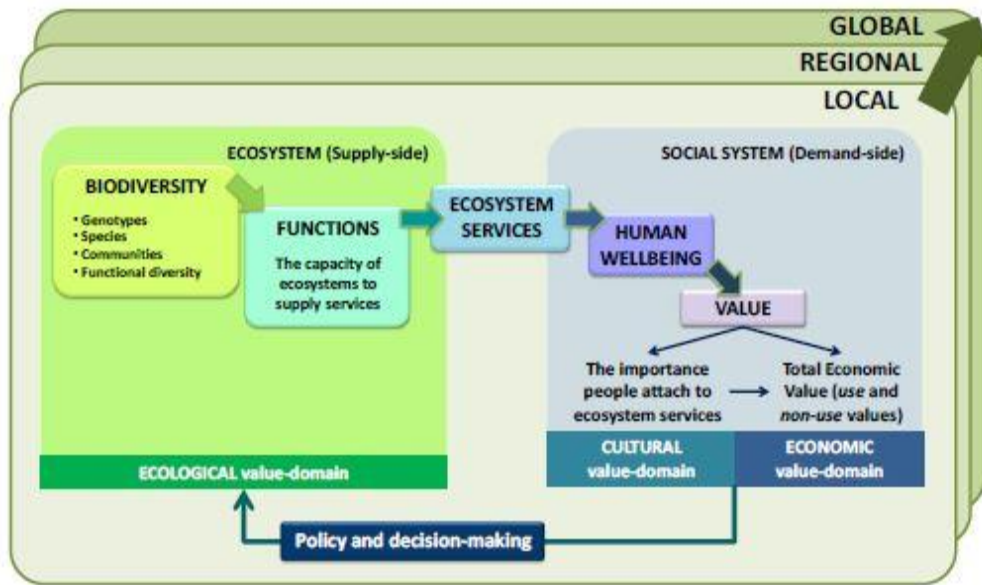 GLOBAL
REGIONAL
LOCAL
ECOSYSTEM (Supply-side)
BIODIVERSITY
• Genotypes
• Species
• Communities
• Functional diversity
FUNCTIONS
The capacity of
ecosystems to
supply services
ECOSYSTEM
SERVICES
SOCIAL SYSTEM (Demand-side)
HUMAN
WELLBEING
VALUE
The importance
people attach to
ecosystem services
Total Economic
Value (use and
non-use values)
ECOLOGICAL value-domain
CULTURAL
value-domain
ECONOMIC
value-domain
Policy and decision-making